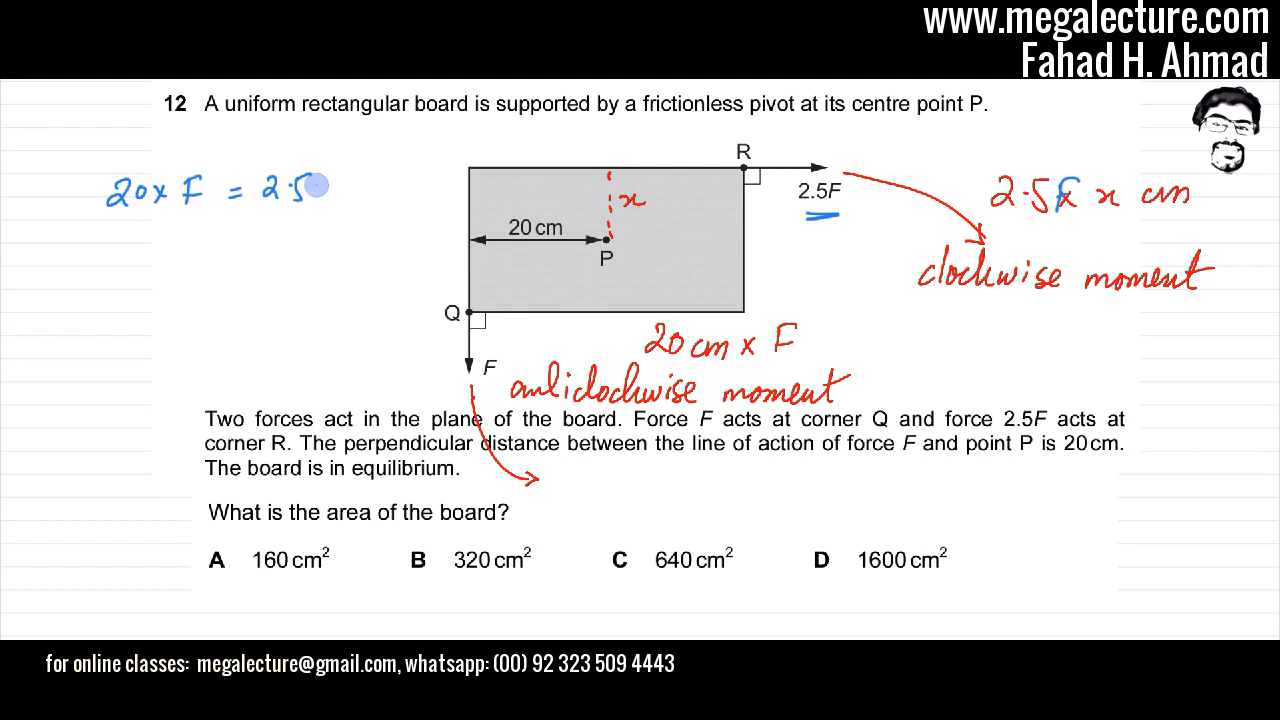 www.megalecture.com
Fahad H. Ahmad
12 A uniform rectangular board is supported by a frictionless pivot at its centre point P.
R
20 x F = 2.5
2.5F
x
2.5F x x cm
20 cm
P
clockwise moment
Q
20 cm x F
F
anticlockwise moment
Two forces act in the plane of the board. Force F acts at corner Q and force 2.5F acts at
corner R. The perpendicular distance between the line of action of force F and point P is 20 cm.
The board is in equilibrium.
What is the area of the board?
A 160 cm² B 320 cm² C 640 cm² D 1600 cm²
for online classes: megalecture@gmail.com, whatsapp: (00) 92 323 509 4443